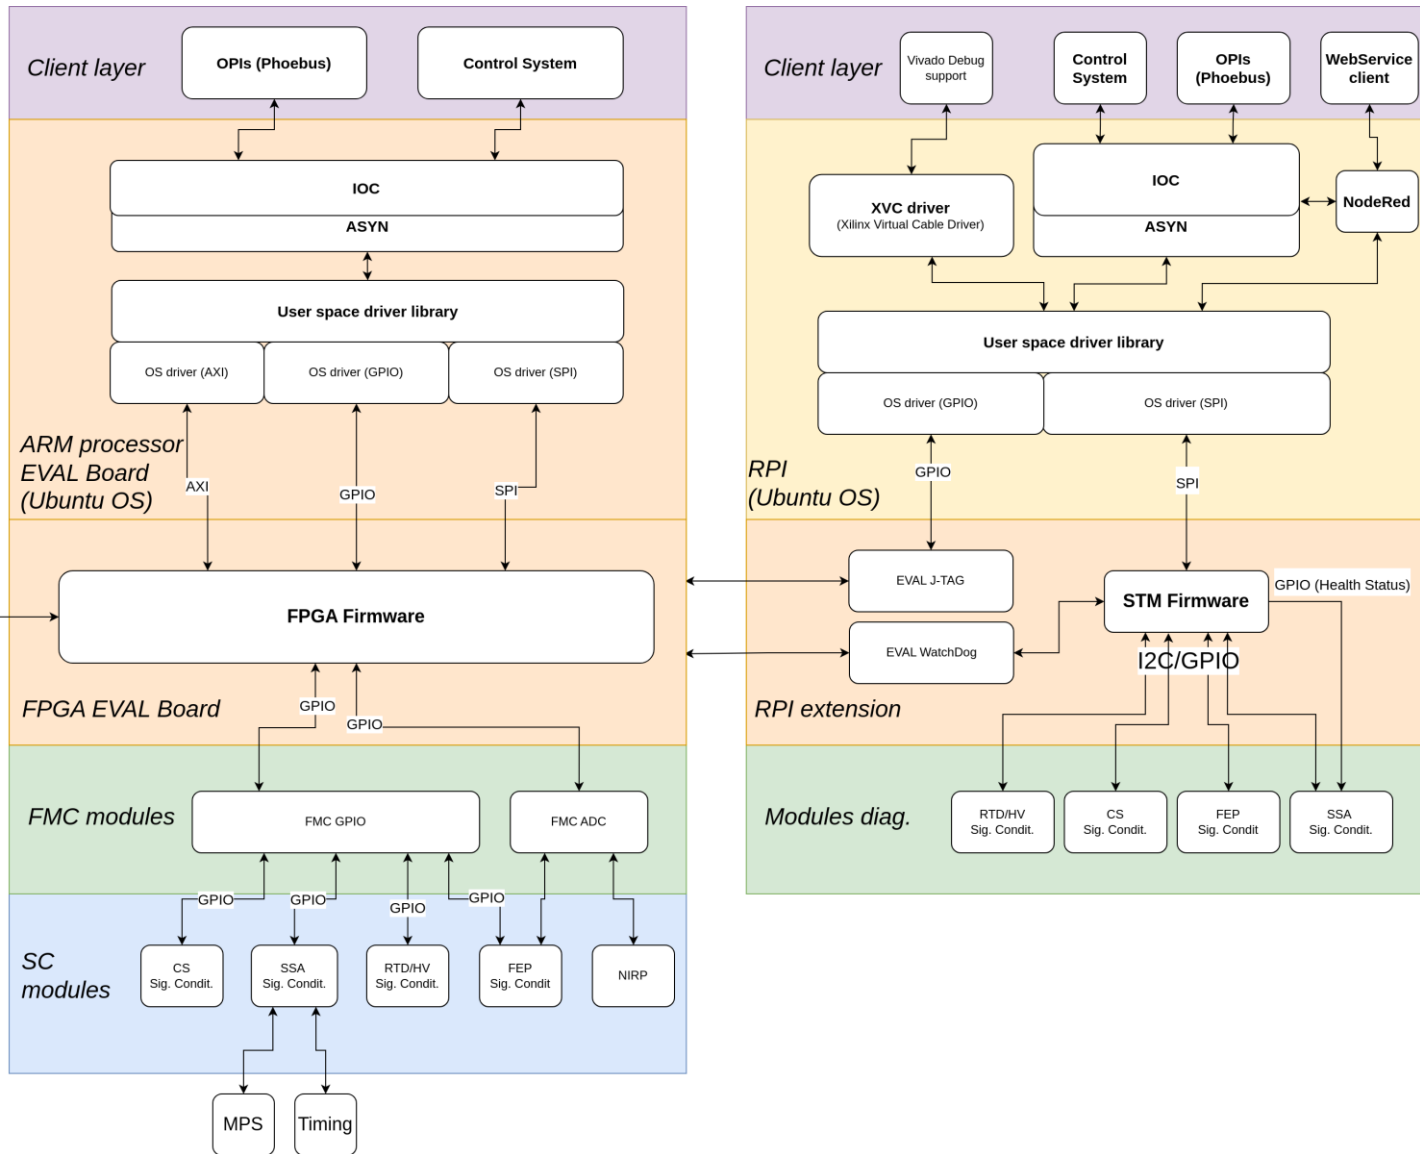 Client layer
OPIs (Phoebus)
Control System
IOC
ASYN
User space driver library
OS driver (AXI)
OS driver (GPIO)
OS driver (SPI)
ARM processor
EVAL Board
(Ubuntu OS)
AXI
GPIO
SPI
FPGA Firmware
FPGA EVAL Board
GPIO
GPIO
FMC modules
FMC GPIO
FMC ADC
GPIO
GPIO
GPIO
GPIO
SC
modules
CS
Sig. Condit.
SSA
Sig. Condit.
RTD/HV
Sig. Condit.
FEP
Sig. Condit
NIRP
MPS
Timing
Client layer
Vivado Debug
support
Control
System
OPIs
(Phoebus)
WebService
client
XVC driver
(Xilinx Virtual Cable Driver)
IOC
ASYN
NodeRed
User space driver library
OS driver (GPIO)
OS driver (SPI)
RPI
(Ubuntu OS)
GPIO
SPI
EVAL J-TAG
EVAL WatchDog
STM Firmware
GPIO (Health Status)
I2C/GPIO
RPI extension
Modules diag.
RTD/HV
Sig. Condit.
CS
Sig. Condit.
FEP
Sig. Condit
SSA
Sig. Condit.